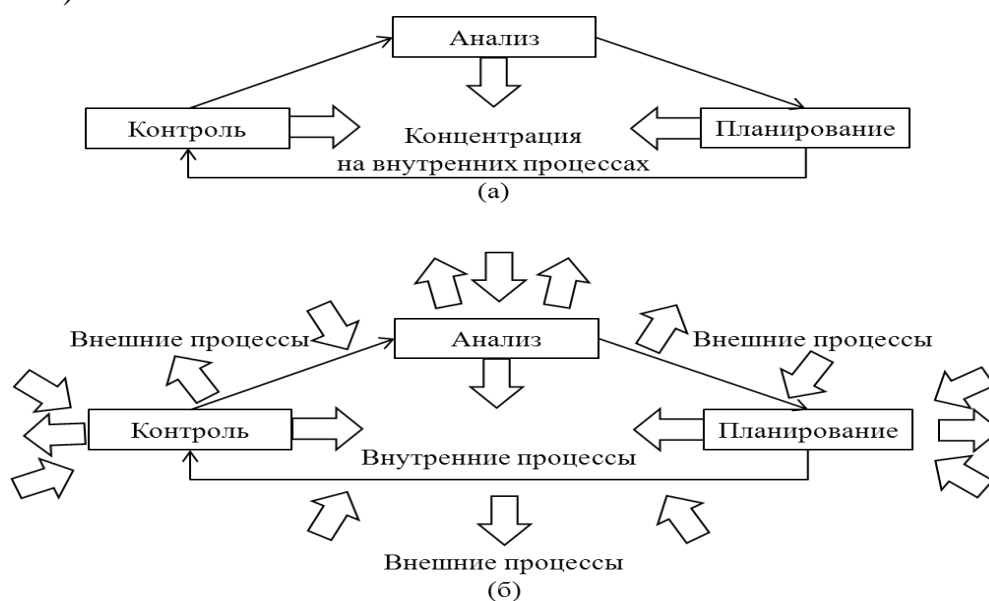 )
Анализ
Контроль
Планирование
Концентрация
на внутренних процессах
(а)
Внешние процессы
Внешние процессы
Анализ
Контроль
Планирование
Внутренние процессы
Внешние процессы
(б)